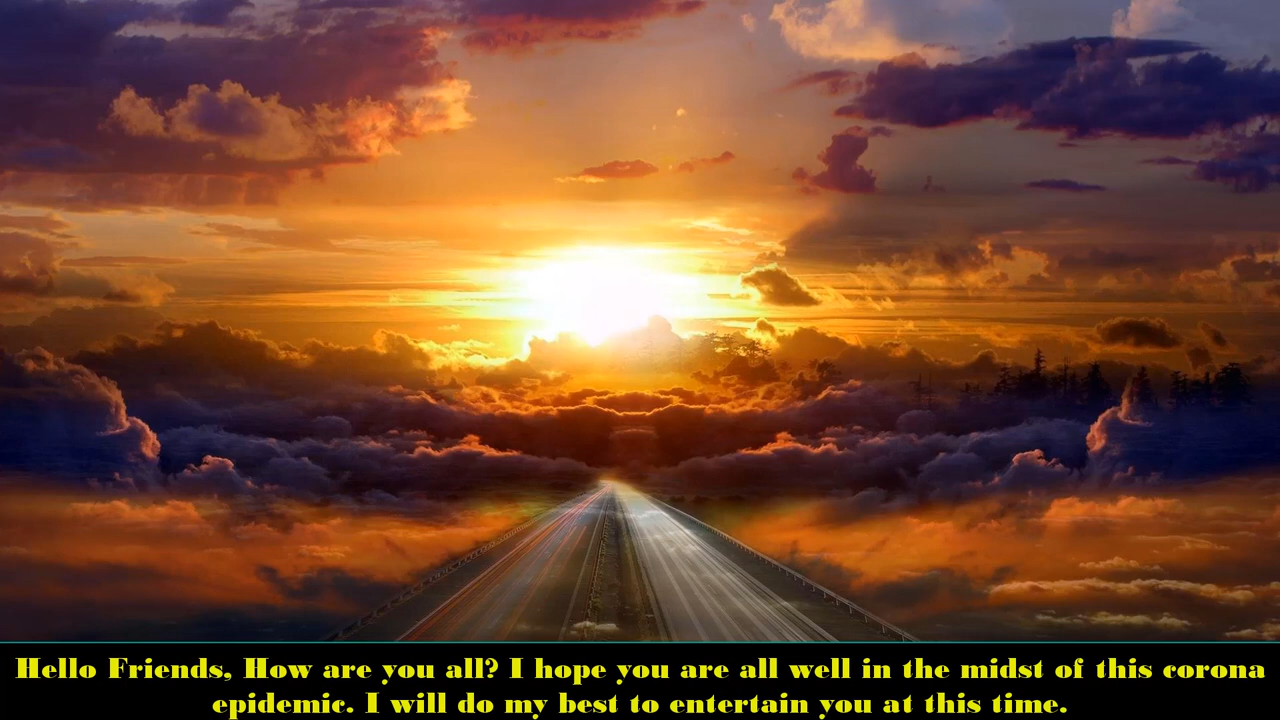 Hello Friends, How are you all? I hope you are all well in the midst of this corona
epidemic. I will do my best to entertain you at this time.